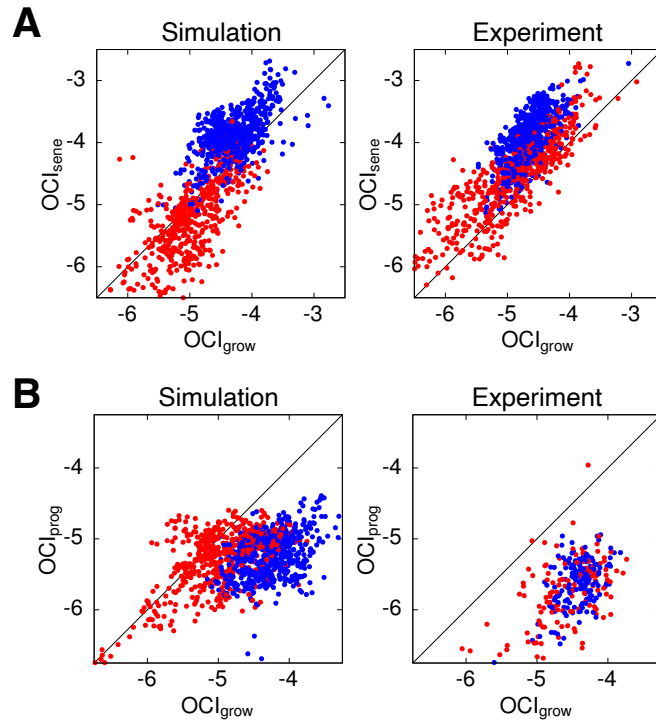 A
Simulation
Experiment
-3
-4
-5
-6
OCIsene
-6 -5 -4 -3
OCIgrow
-3
-4
-5
-6
OCIsene
-6 -5 -4 -3
OCIgrow
B
Simulation
Experiment
-4
-5
-6
OCIprog
-6 -5 -4
OCIgrow
-4
-5
-6
OCIprog
-6 -5 -4
OCIgrow